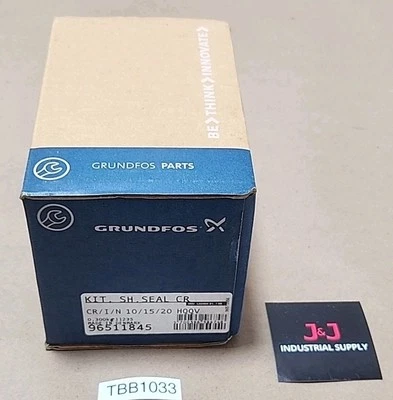 BE > THINK > INNOVATE >
GRUNDFOS PARTS
GRUNDFOS
KIT, SH.SEAL CR
CR/I/N 10/15/20 HQQV
96511845
J&J
INDUSTRIAL SUPPLY
TBB1033